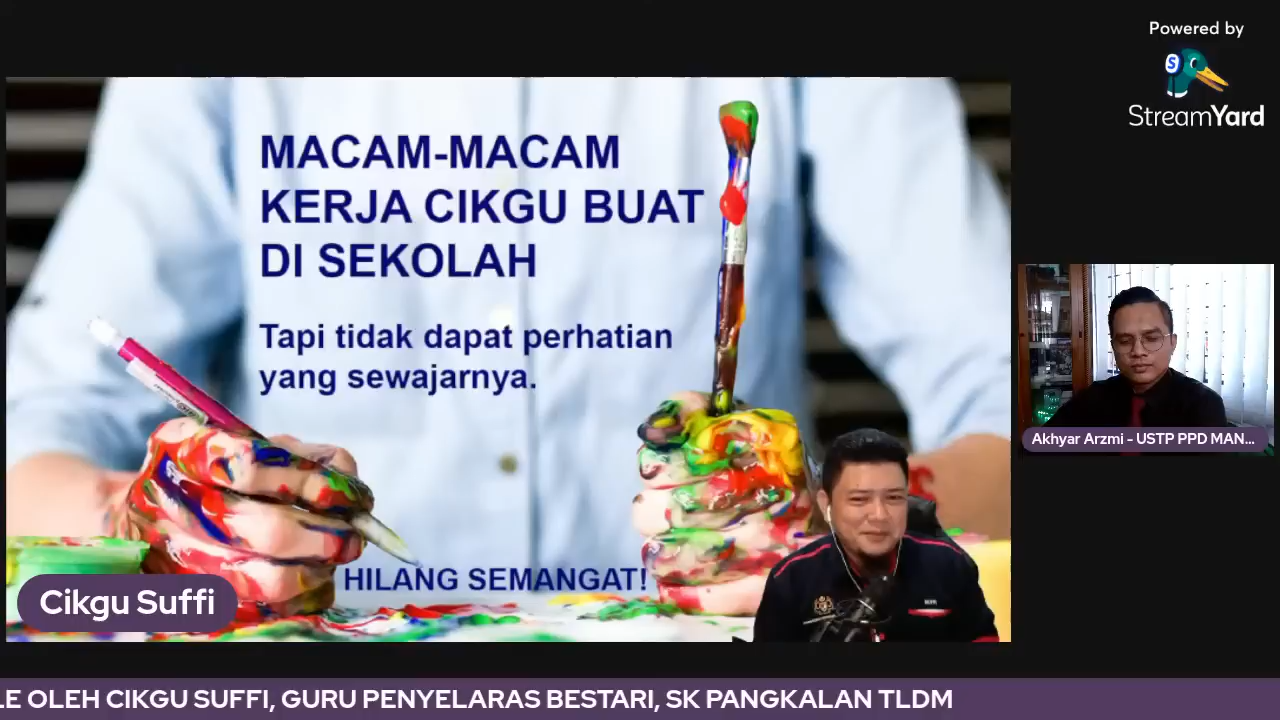 Powered by
StreamYard
MACAM-MACAM
KERJA CIKGU BUAT
DI SEKOLAH
Tapi tidak dapat perhatian
yang sewajarnya.
HILANG SEMANGAT!
Akhyar Arzmi - USTP PPD MAN...
Cikgu Suffi
LE OLEH CIKGU SUFFI, GURU PENYELARAS BESTARI, SK PANGKALAN TLDM